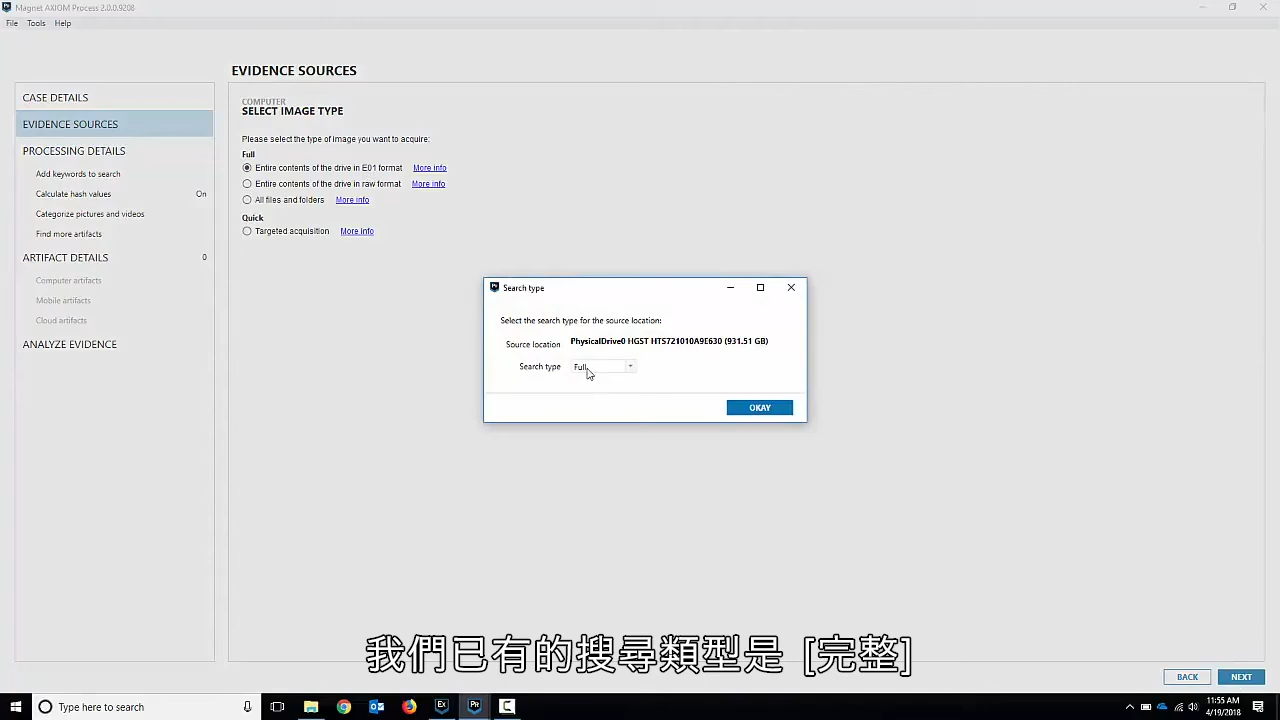 Magnet AXIOM Process 2.0.0.9208
File Tools Help
EVIDENCE SOURCES
CASE DETAILS
EVIDENCE SOURCES
PROCESSING DETAILS
Add keywords to search
Calculate hash values On
Categorize pictures and videos
Find more artifacts
ARTIFACT DETAILS 0
Computer artifacts
Mobile artifacts
Cloud artifacts
ANALYZE EVIDENCE
COMPUTER
SELECT IMAGE TYPE
Please select the type of image you want to acquire:
Full
Entire contents of the drive in E01 format More info
Entire contents of the drive in raw format More info
All files and folders More info
Quick
Targeted acquisition More info
Search type
Select the search type for the source location:
Source location PhysicalDrive0 HGST HTS721010A9E630 (931.51 GB)
Search type Full
OKAY
我們已有的搜尋類型是 [完整]
BACK NEXT
Type here to search
11:55 AM
4/19/2018